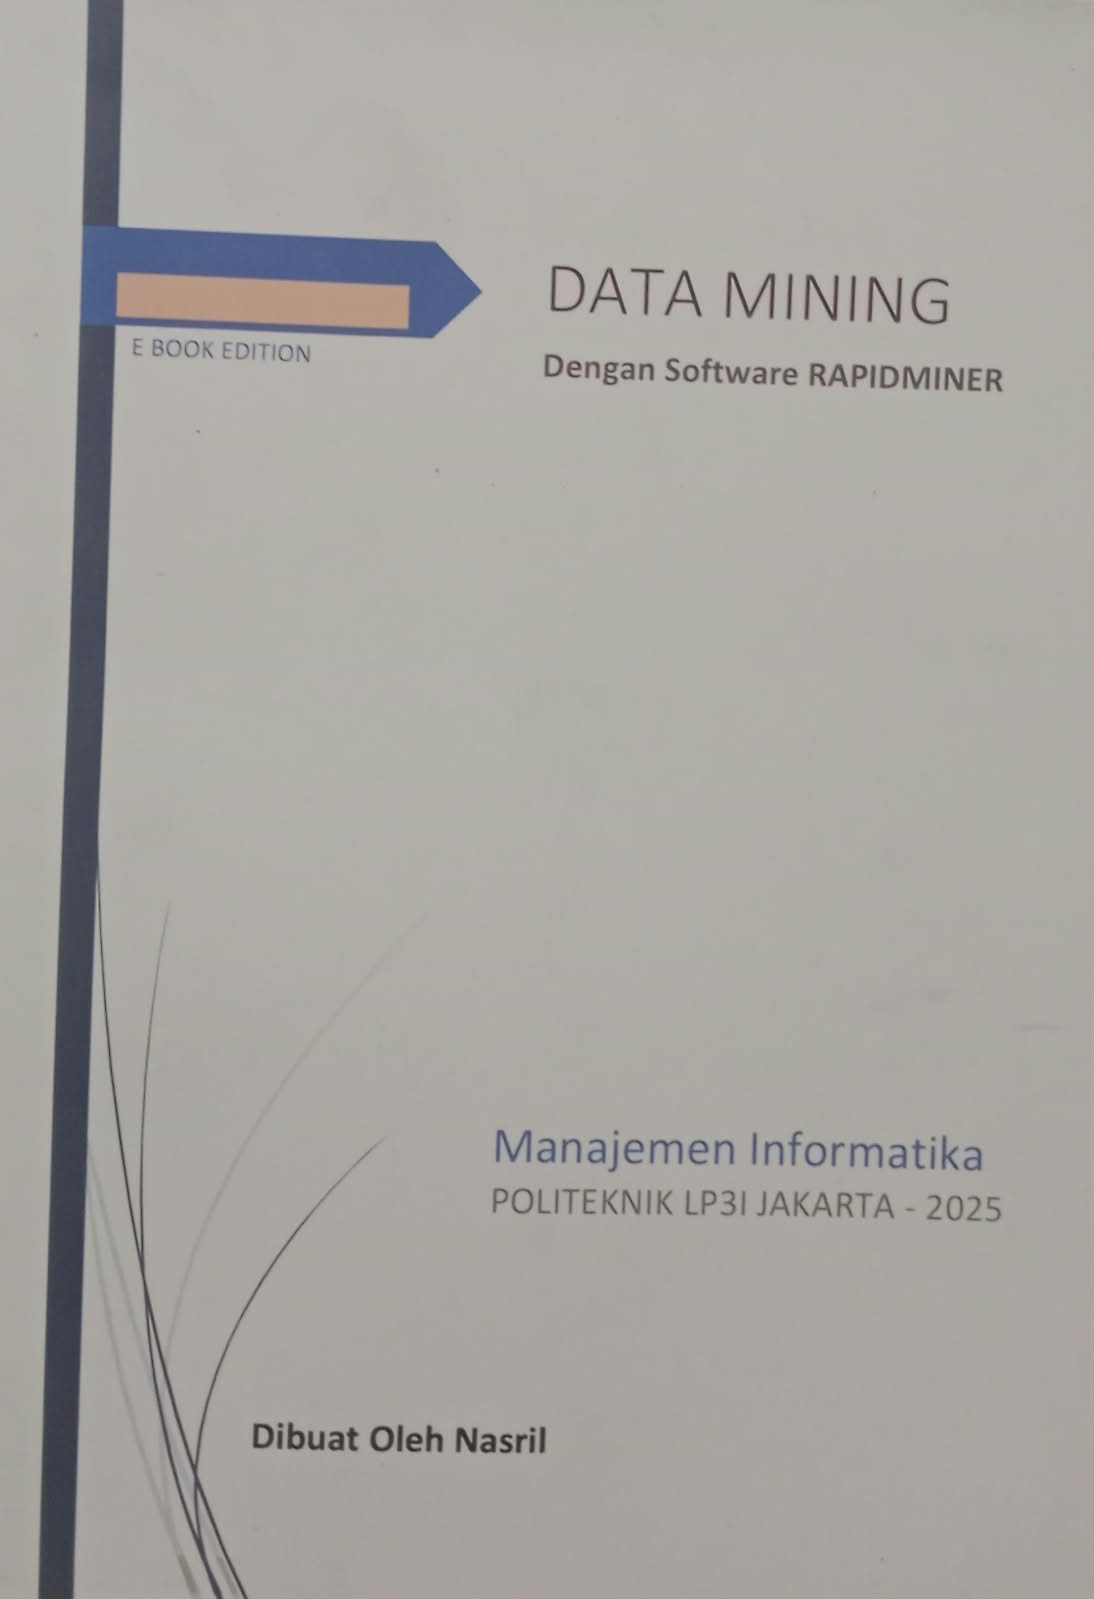 DATA MINING
Dengan Software RAPIDMINER
E BOOK EDITION
Manajemen Informatika
POLITEKNIK LP3I JAKARTA - 2025
Dibuat Oleh Nasril